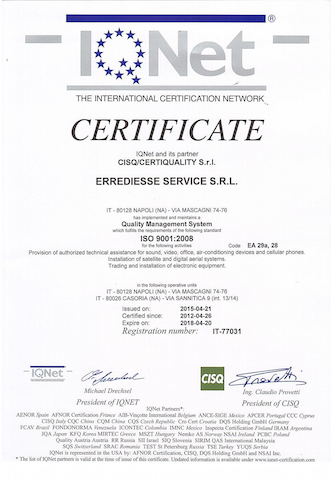 IQNet
®
THE INTERNATIONAL CERTIFICATION NETWORK
CERTIFICATE
IQNet and its partner
CISQ/CERTIQUALITY S.r.l.
ERREDIESSE SERVICE S.R.L.
IT - 80128 NAPOLI (NA) - VIA MASCAGNI 74-76
has implemented and maintains a
Quality Management System
which fulfills the requirements of the following standard
ISO 9001:2008
for the following activities Code EA 29a, 28
Provision of authorized technical assistance for sound, video, office, air-conditioning devices and cellular phones.
Installation of satellite and digital aerial systems.
Trading and installation of electronic equipment.
in the following operative units
IT - 80128 NAPOLI (NA) - VIA MASCAGNI 74-76
IT - 80026 CASORIA (NA) - VIA SANNITICA 9 (int. 13/14)
Issued on: 2015-04-21
Certified since: 2012-04-26
Expire on: 2018-04-20
Registration number: IT-77031
IQNet
CISQ
Michael Drechsel
Ing. Claudio Provetti
President of IQNET
President of CISQ
IQNet Partners*:
AENOR Spain AFNOR Certification France AIB-Vinçotte International Belgium ANCE-SIGE Mexico APCER Portugal CCC Cyprus
CISQ Italy CQC China CQM China CQS Czech Republic Cro Cert Croatia DQS Holding GmbH Germany
FCAV Brazil FONDONORMA Venezuela ICONTEC Colombia IMNC Mexico Inspecta Certification Finland IRAM Argentina
JQA Japan KFQ Korea MIRTEC Greece MSZT Hungary Nemko AS Norway NSAI Ireland PCBC Poland
Quality Austria Austria RR Russia SII Israel SIQ Slovenia SIRIM QAS International Malaysia
SQS Switzerland SRAC Romania TEST St Petersburg Russia TSE Turkey YUQS Serbia
IQNet is represented in the USA by: AFNOR Certification, CISQ, DQS Holding GmbH and NSAI Inc.
* The list of IQNet partners is valid at the time of issue of this certificate. Updated information is available under www.iqnet-certification.com